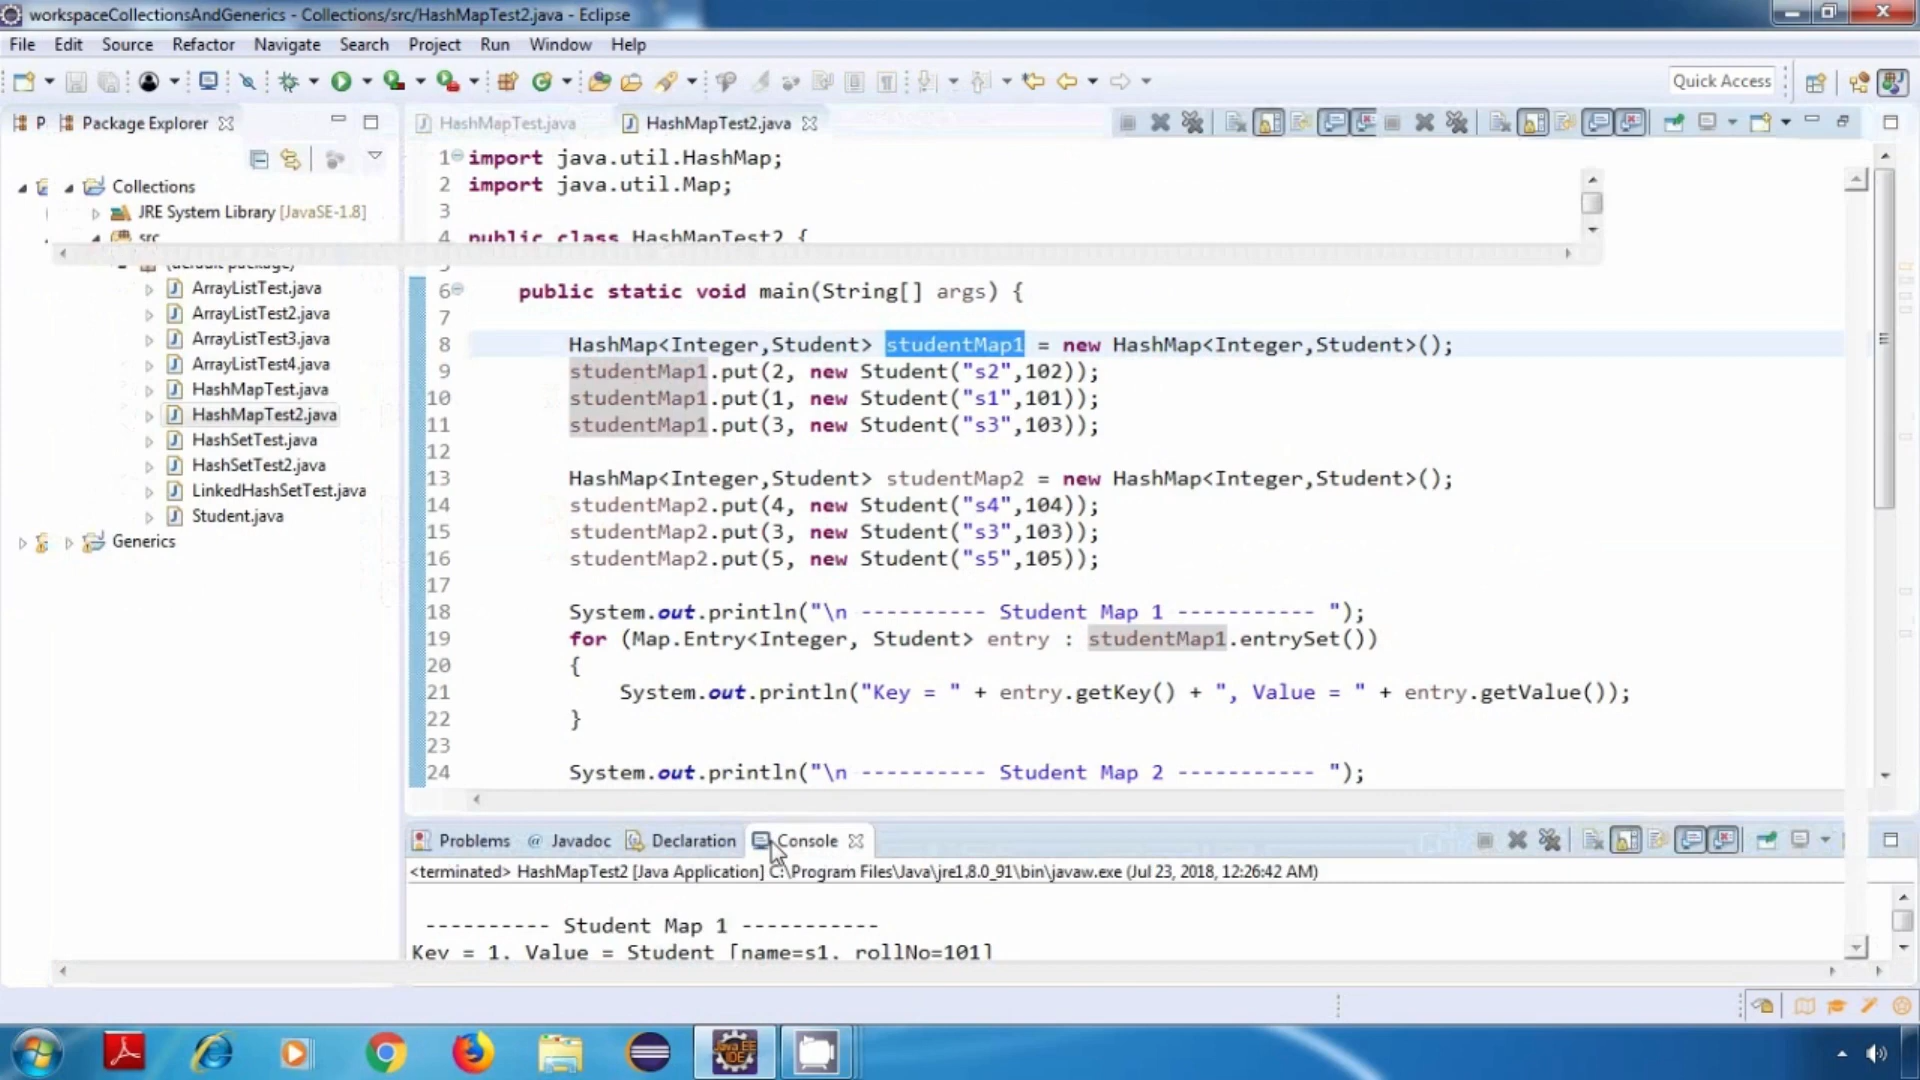 workspaceCollectionsAndGenerics - Collections/src/HashMapTest2.java - Eclipse
File Edit Source Refactor Navigate Search Project Run Window Help
Quick Access
P Package Explorer
HashMapTest.java HashMapTest2.java
Collections
JRE System Library [JavaSE-1.8]
src
(default package)
ArrayListTest.java
ArrayListTest2.java
ArrayListTest3.java
ArrayListTest4.java
HashMapTest.java
HashMapTest2.java
HashSetTest.java
HashSetTest2.java
LinkedHashSetTest.java
Student.java
Generics
1 import java.util.HashMap;
2 import java.util.Map;
3
4 public class HashMapTest2 {
6 public static void main(String[] args) {
7
8 HashMap<Integer,Student> studentMap1 = new HashMap<Integer,Student>();
9 studentMap1.put(2, new Student("s2",102));
10 studentMap1.put(1, new Student("s1",101));
11 studentMap1.put(3, new Student("s3",103));
12
13 HashMap<Integer,Student> studentMap2 = new HashMap<Integer,Student>();
14 studentMap2.put(4, new Student("s4",104));
15 studentMap2.put(3, new Student("s3",103));
16 studentMap2.put(5, new Student("s5",105));
17
18 System.out.println("\n ---------- Student Map 1 ----------- ");
19 for (Map.Entry<Integer, Student> entry : studentMap1.entrySet())
20 {
21 System.out.println("Key = " + entry.getKey() + ", Value = " + entry.getValue());
22 }
23
24 System.out.println("\n ---------- Student Map 2 ----------- ");
Problems @ Javadoc Declaration Console
<terminated> HashMapTest2 [Java Application] C:\Program Files\Java\jre1.8.0_91\bin\javaw.exe (Jul 23, 2018, 12:26:42 AM)
---------- Student Map 1 -----------
Key = 1, Value = Student [name=s1, rollNo=101]
Java EE
IDE